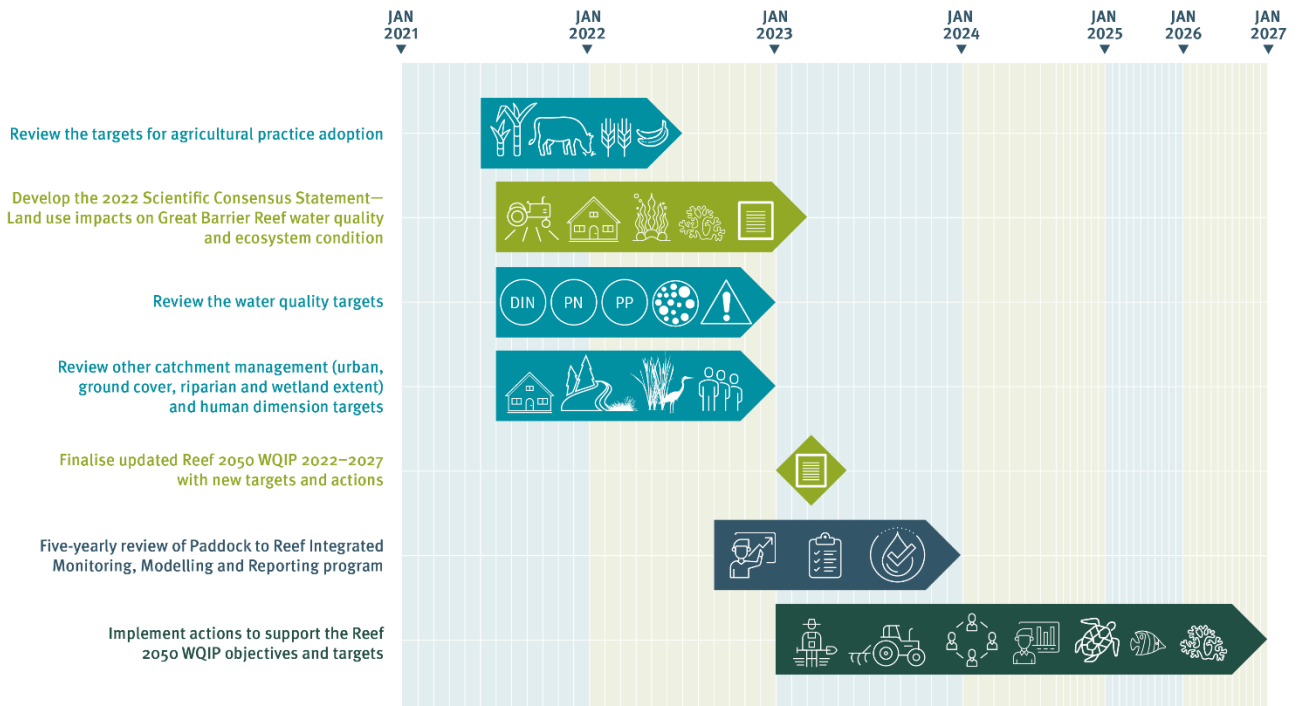 JAN
2021
JAN
2022
JAN
2023
JAN
2024
JAN
2025
JAN
2026
JAN
2027
Review the targets for agricultural practice adoption
Develop the 2022 Scientific Consensus Statement—
Land use impacts on Great Barrier Reef water quality
and ecosystem condition
Review the water quality targets
DIN
PN
PP
Review other catchment management (urban,
ground cover, riparian and wetland extent)
and human dimension targets
Finalise updated Reef 2050 WQIP 2022–2027
with new targets and actions
Five-yearly review of Paddock to Reef Integrated
Monitoring, Modelling and Reporting program
Implement actions to support the Reef
2050 WQIP objectives and targets